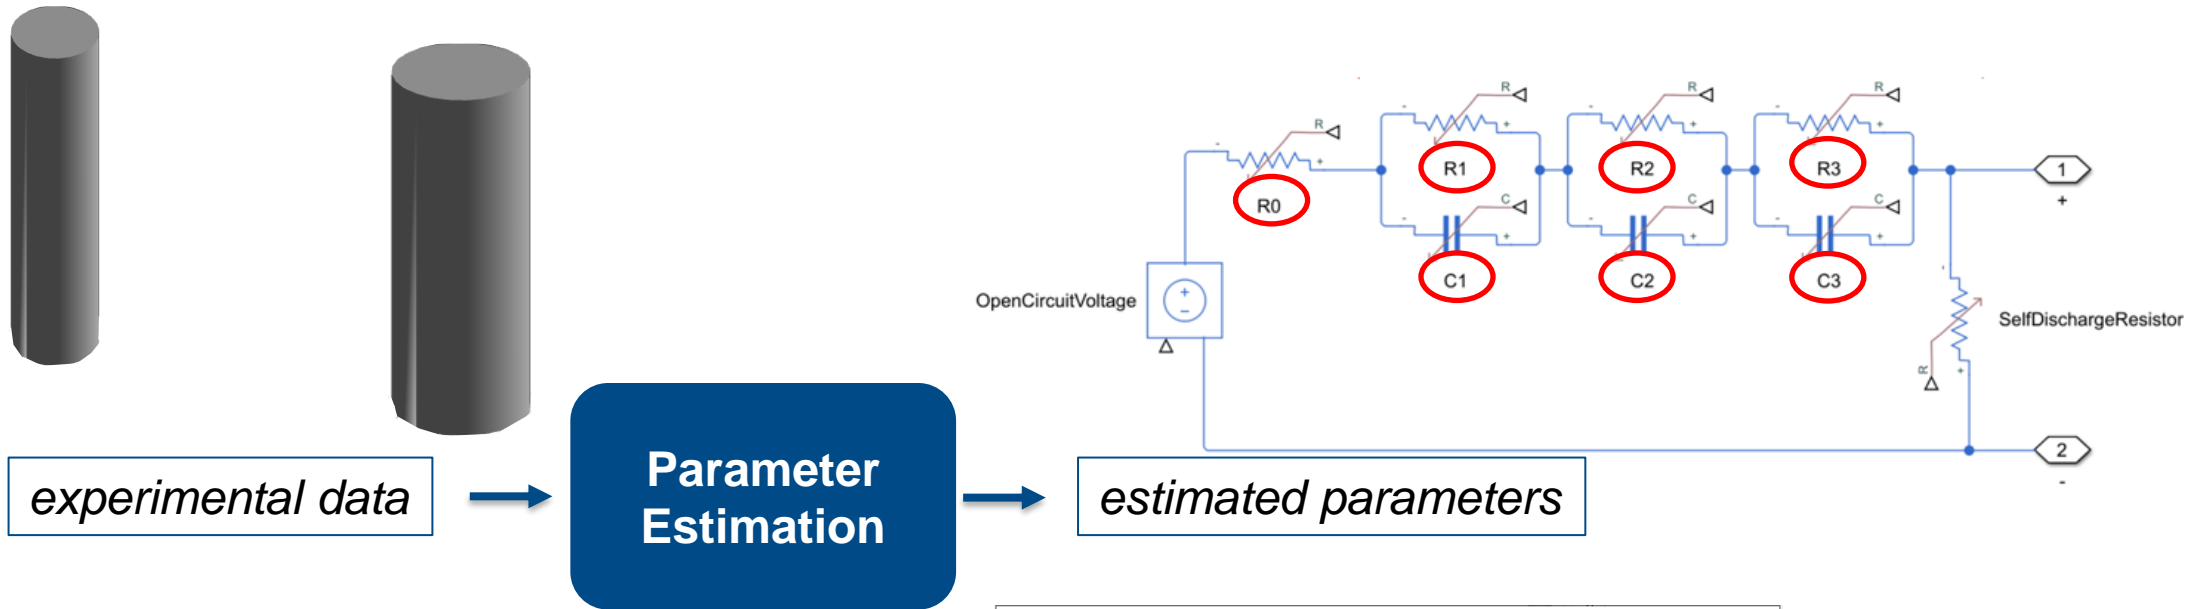 R
R
R
R
-
+
-
+
-
+
-
+
R1
R2
R3
R0
C
C
C
-
+
-
+
-
+
C1
C2
C3
1
+
OpenCircuitVoltage
+
-
-
SelfDischargeResistor
R
+
2
-
experimental data
Parameter
Estimation
estimated parameters